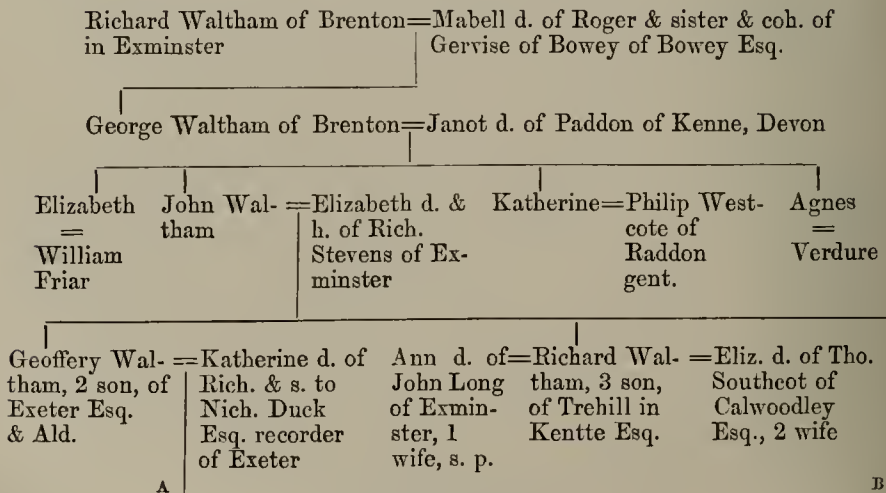 Richard Waltham of Brenton=Mabell d. of Roger & sister & coh. of
in Exminster Gervise of Bowey of Bowey Esq.
George Waltham of Brenton=Janot d. of Paddon of Kenne, Devon
Elizabeth
=
William
Friar
John Wal-
tham
=Elizabeth d. &
h. of Rich.
Stevens of Ex-
minster
Katherine=Philip West-
cote of
Raddon
gent.
Agnes
=
Verdure
Geoffery Wal-
tham, 2 son, of
Exeter Esq.
& Ald.
=Katherine d. of
Rich. & s. to
Nich. Duck
Esq. recorder
of Exeter
Ann d. of
John Long
of Exmin-
ster, 1
wife, s. p.
=Richard Wal-
tham, 3 son,
of Trehill in
Kentte Esq.
=Eliz. d. of Tho.
Southcot of
Calwoodley
Esq., 2 wife
A
B